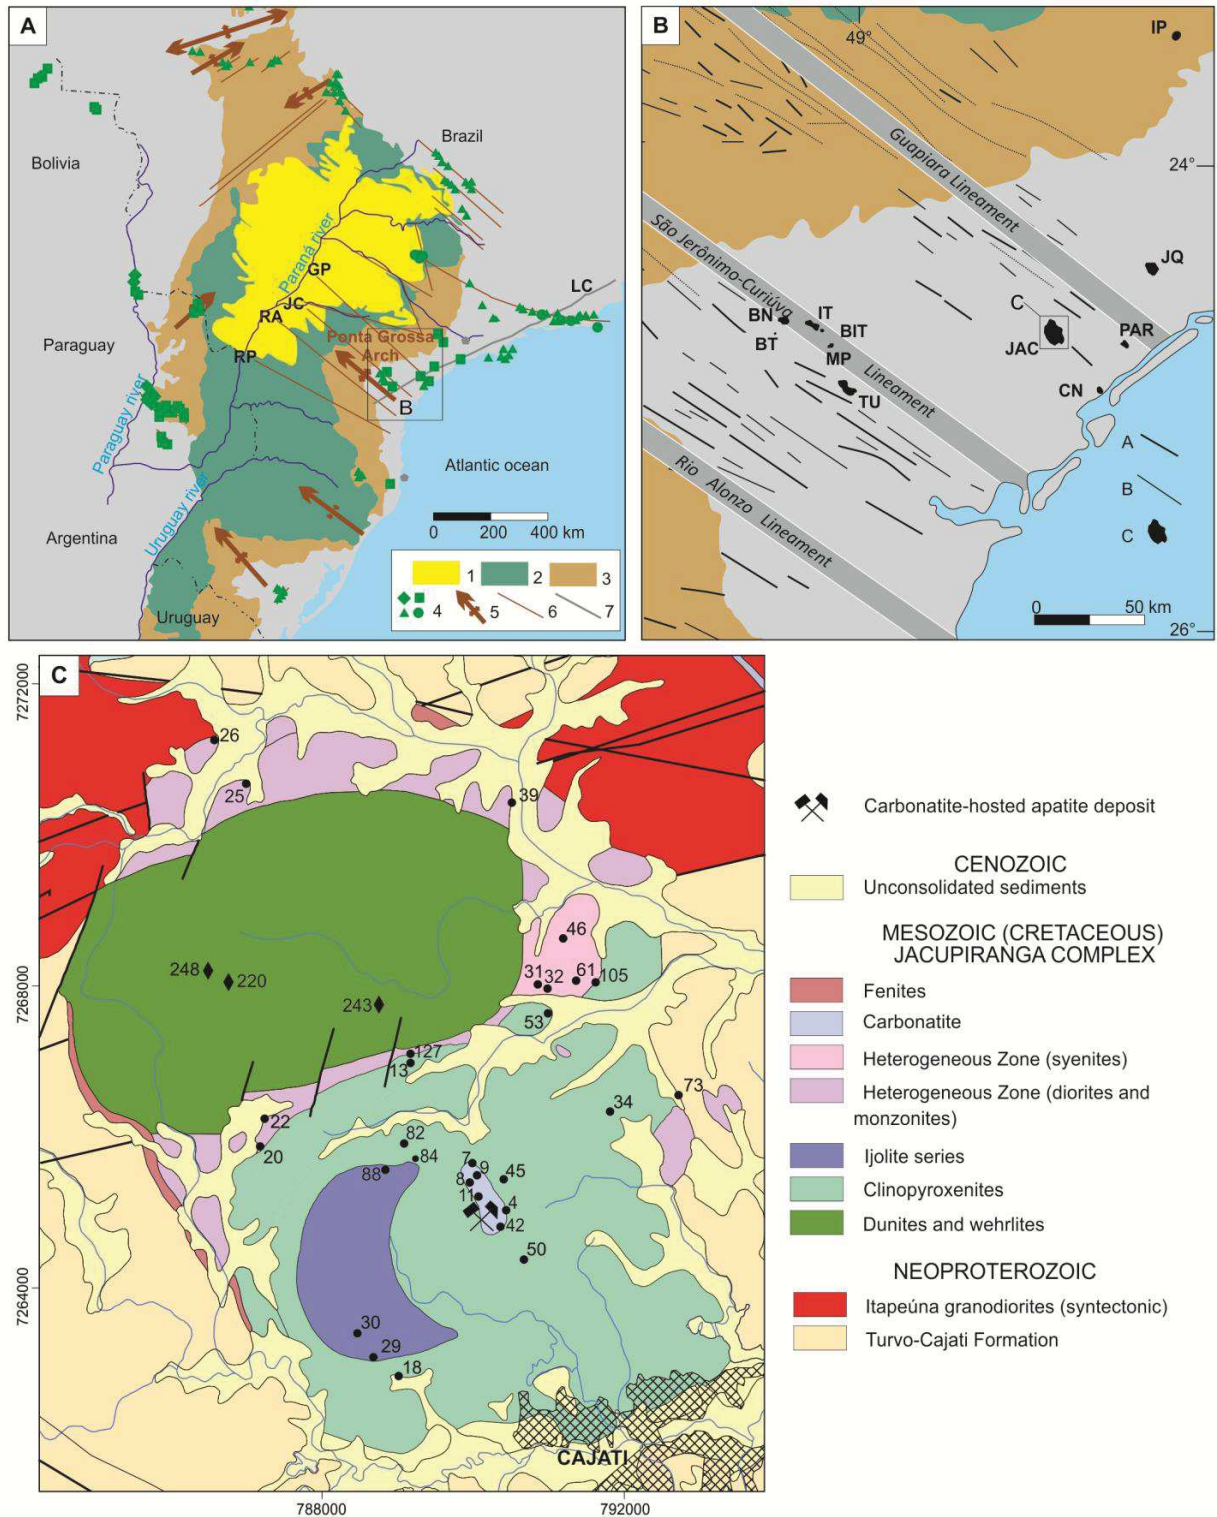 A
Brazil
Bolivia
Paraná river
GP
LC
JC
RA
Ponta Grossa
Arch
RP
Paraguay
B
Paraguay river
Atlantic ocean
Uruguay river
Argentina
0 200 400 km
Uruguay
1 2 3
4 5 6 7
B
49°
IP
Guapiara Lineament
24°
São Jerônimo-Curiúva Lineament
JQ
C
BN IT
BIT
BT
MP
JAC
PAR
TU
CN
A
Rio Alonzo Lineament
B
C
0 50 km
26°
C
7272000
26
25
39
46
248
220
31 32 61 105
7268000
243
53
127
13
73
34
22
82
20
84
7
9 45
88
8
11
4
42
50
7264000
30
29
18
CAJATI
788000 792000
Carbonatite-hosted apatite deposit
CENOZOIC
Unconsolidated sediments
MESOZOIC (CRETACEOUS)
JACUPIRANGA COMPLEX
Fenites
Carbonatite
Heterogeneous Zone (syenites)
Heterogeneous Zone (diorites and
monzonites)
Ijolite series
Clinopyroxenites
Dunites and wehrlites
NEOPROTEROZOIC
Itapeúna granodiorites (syntectonic)
Turvo-Cajati Formation